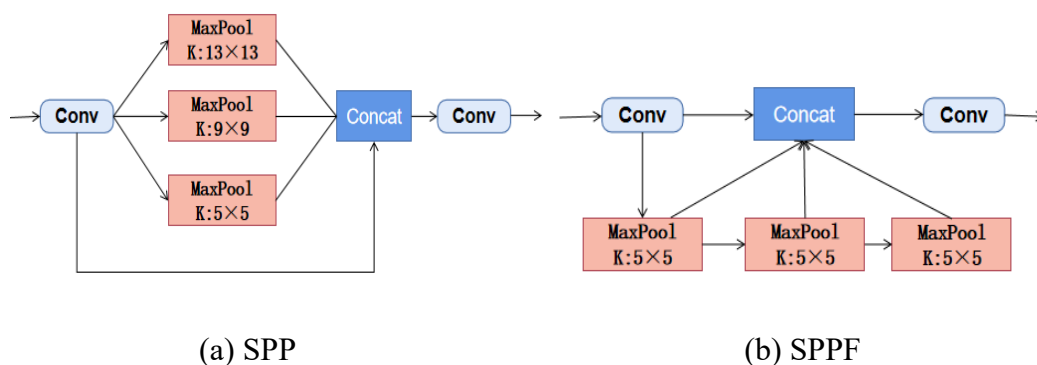 MaxPool
K:13×13
Conv
MaxPool
K:9×9
Concat
Conv
MaxPool
K:5×5
(a) SPP
Conv
Concat
Conv
MaxPool
K:5×5
MaxPool
K:5×5
MaxPool
K:5×5
(b) SPPF